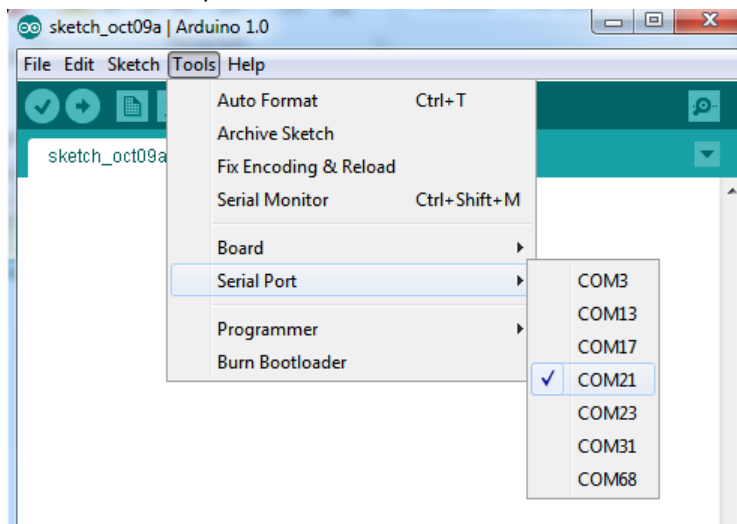 sketch_oct09a | Arduino 1.0
File Edit Sketch Tools Help
Auto Format Ctrl+T
Archive Sketch
sketch_oct09a
Fix Encoding & Reload
Serial Monitor Ctrl+Shift+M
Board
Serial Port
COM3
COM13
Programmer
COM17
Burn Bootloader
COM21
COM23
COM31
COM68